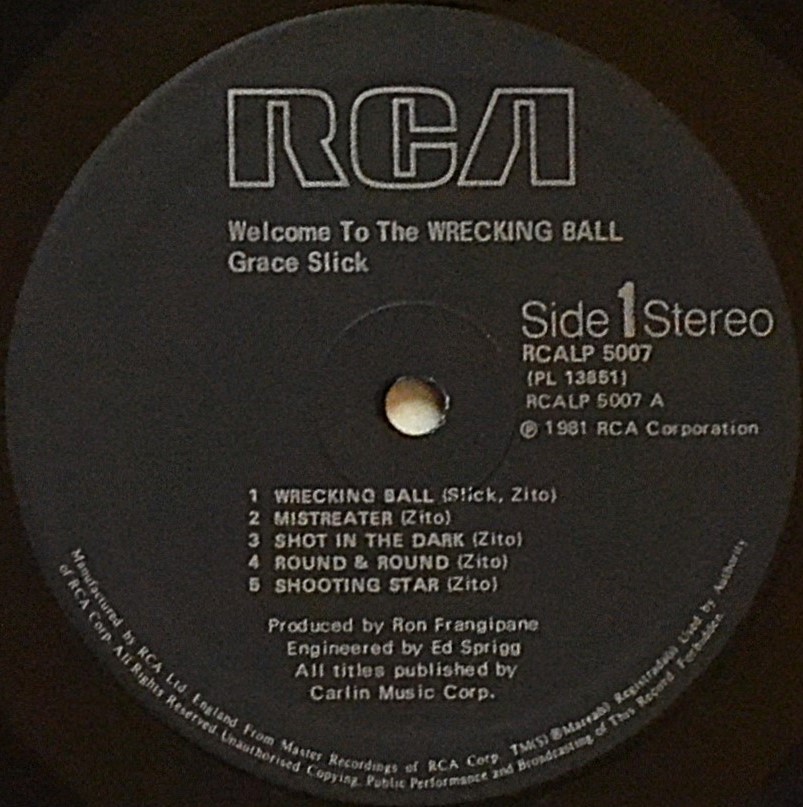 RCA
Welcome To The WRECKING BALL
Grace Slick
Side 1 Stereo
RCALP 5007
(PL 13851)
RCALP 5007 A
℗ 1981 RCA Corporation
1 WRECKING BALL (Slick, Zito)
2 MISTREATER (Zito)
3 SHOT IN THE DARK (Zito)
4 ROUND & ROUND (Zito)
5 SHOOTING STAR (Zito)
Produced by Ron Frangipane
Engineered by Ed Sprigg
All titles published by
Carlin Music Corp.
Manufactured by RCA Ltd. England From Master Recordings of RCA Corp. TM(S) ®Marca(s) Registrada(s) Used by Authority
of RCA Corp. All Rights Reserved Unauthorised Copying, Public Performance and Broadcasting of This Record Forbidden.